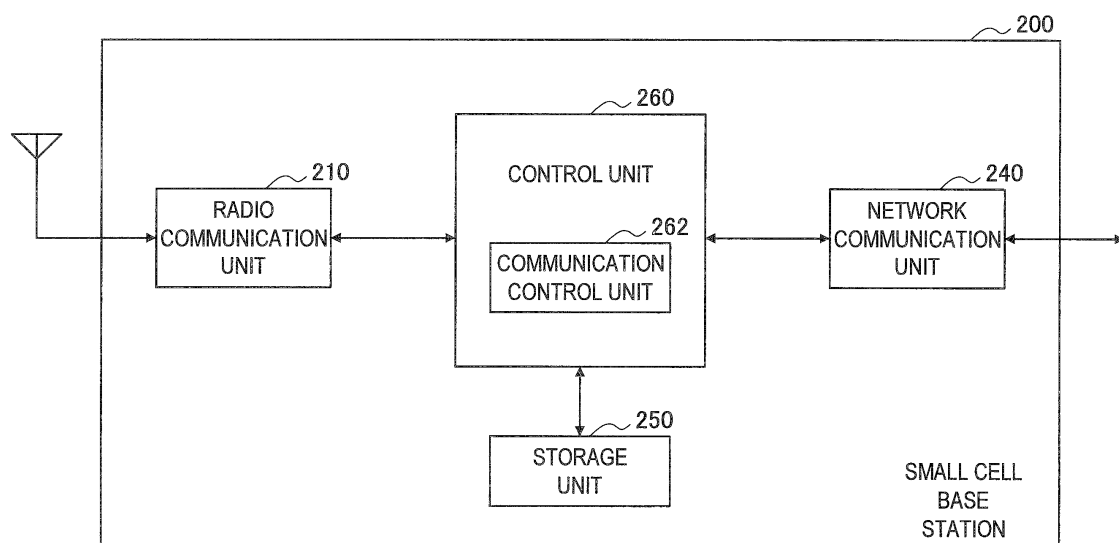 200
260
CONTROL UNIT
210
RADIO
COMMUNICATION
UNIT
262
COMMUNICATION
CONTROL UNIT
240
NETWORK
COMMUNICATION
UNIT
250
STORAGE
UNIT
SMALL CELL
BASE
STATION